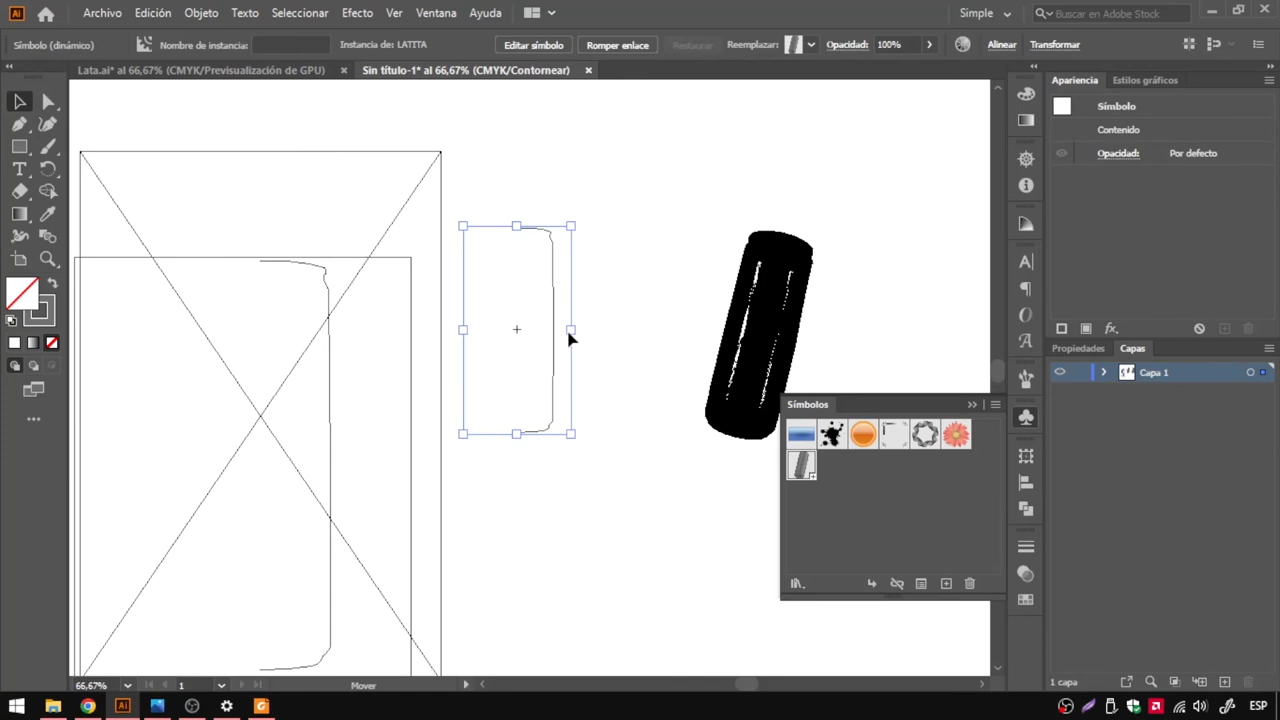 Ai Archivo Edición Objeto Texto Seleccionar Efecto Ver Ventana Ayuda Simple Buscar en Adobe Stock
Símbolo (dinámico) Nombre de instancia: Instancia de: LATITA Editar símbolo Romper enlace Restaurar Reemplazar: Opacidad: 100% Alinear Transformar
Lata.ai* al 66,67% (CMYK/Previsualización de GPU) Sin título-1* al 66,67% (CMYK/Contornear)
Apariencia Estilos gráficos
Símbolo
Contenido
Opacidad: Por defecto
fx.
Propiedades Capas
Capa 1
Símbolos
66,67% 1 Mover
1 capa
Ai ESP